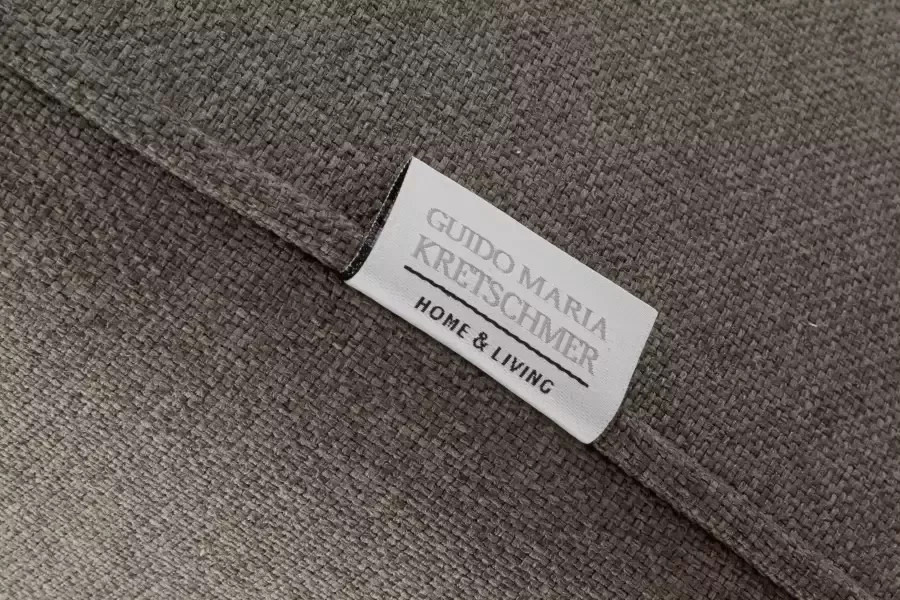 GUIDO MARIA
KRETSCHMER
HOME & LIVING